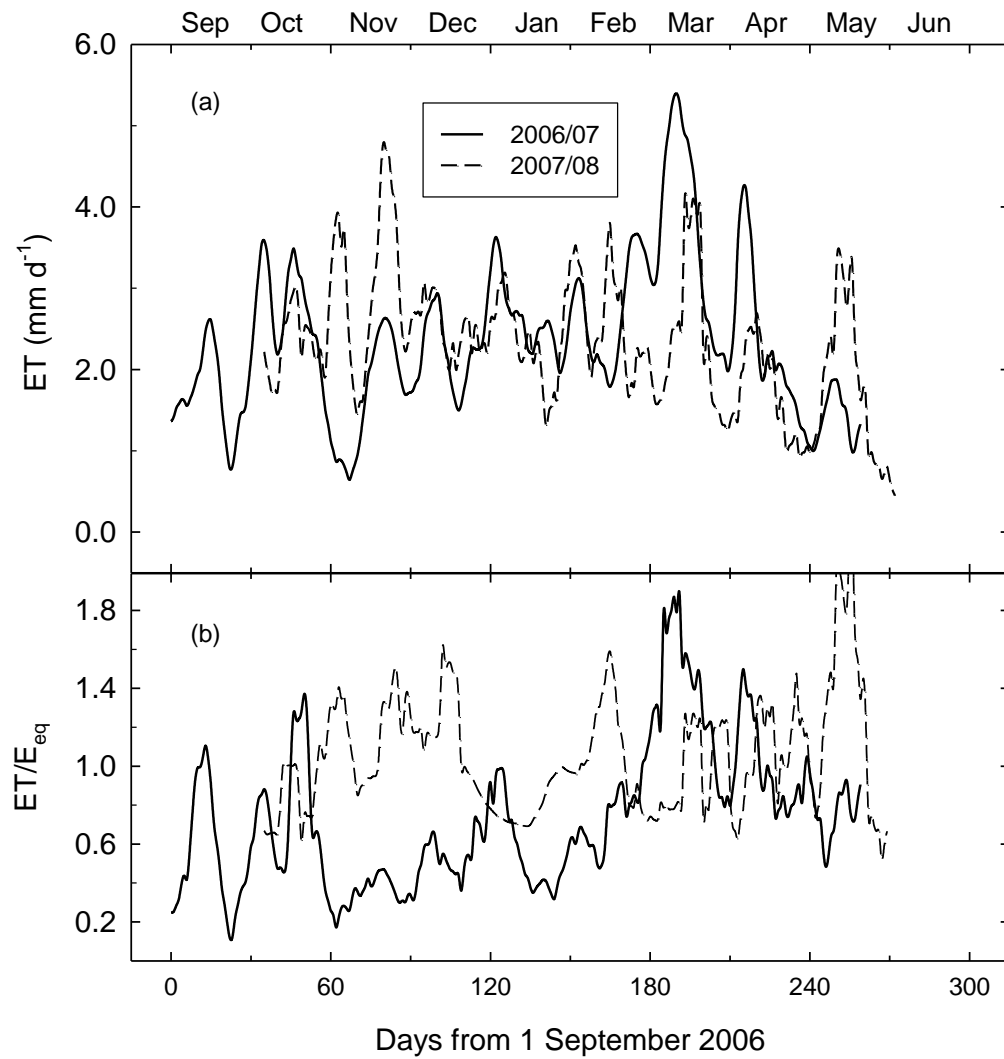 Sep Oct Nov Dec Jan Feb Mar Apr May Jun
6.0
(a)
2006/07
2007/08
4.0
ET (mm d-1)
2.0
0.0
1.8
(b)
1.4
ET/Eeq
1.0
0.6
0.2
0 60 120 180 240 300
Days from 1 September 2006